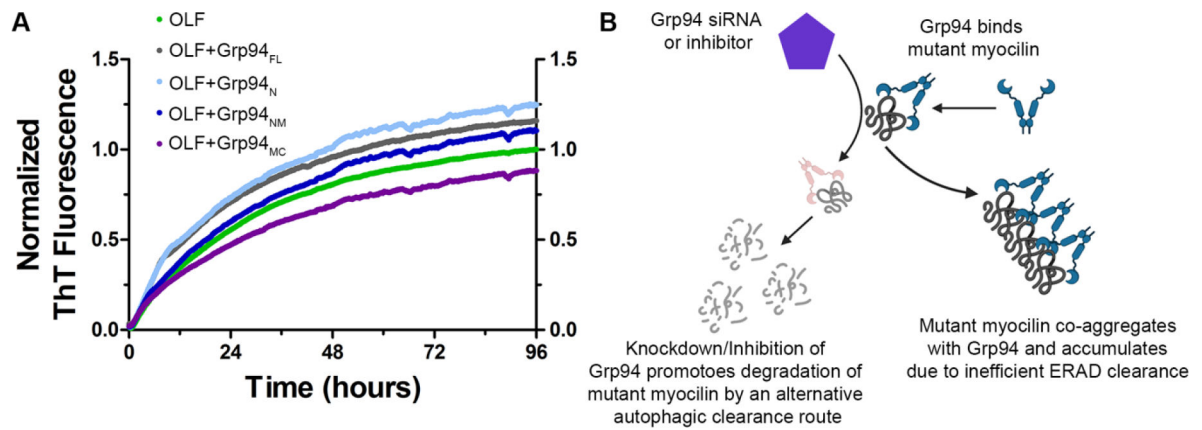 A
Normalized
ThT Fluorescence
1.5
1.0
0.5
0.0
OLF
OLF+Grp94FL
OLF+Grp94N
OLF+Grp94NM
OLF+Grp94MC
1.5
1.0
0.5
0.0
0 24 48 72 96
Time (hours)
B
Grp94 siRNA
or inhibitor
Grp94 binds
mutant myocilin
Knockdown/Inhibition of
Grp94 promotoes degradation of
mutant myocilin by an alternative
autophagic clearance route
Mutant myocilin co-aggregates
with Grp94 and accumulates
due to inefficient ERAD clearance